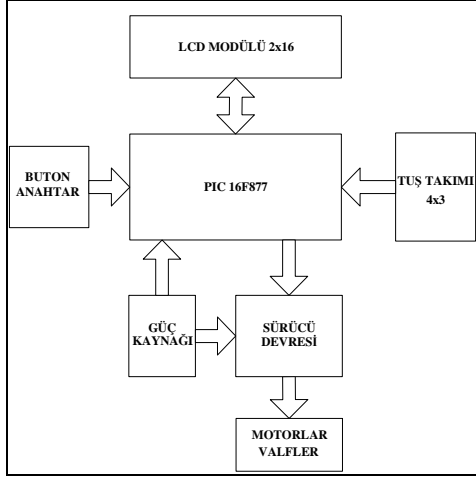 LCD MODÜLÜ 2x16
BUTON
ANAHTAR
PIC 16F877
TUŞ TAKIMI
4x3
GÜÇ
KAYNAĞI
SÜRÜCÜ
DEVRESİ
MOTORLAR
VALFLER